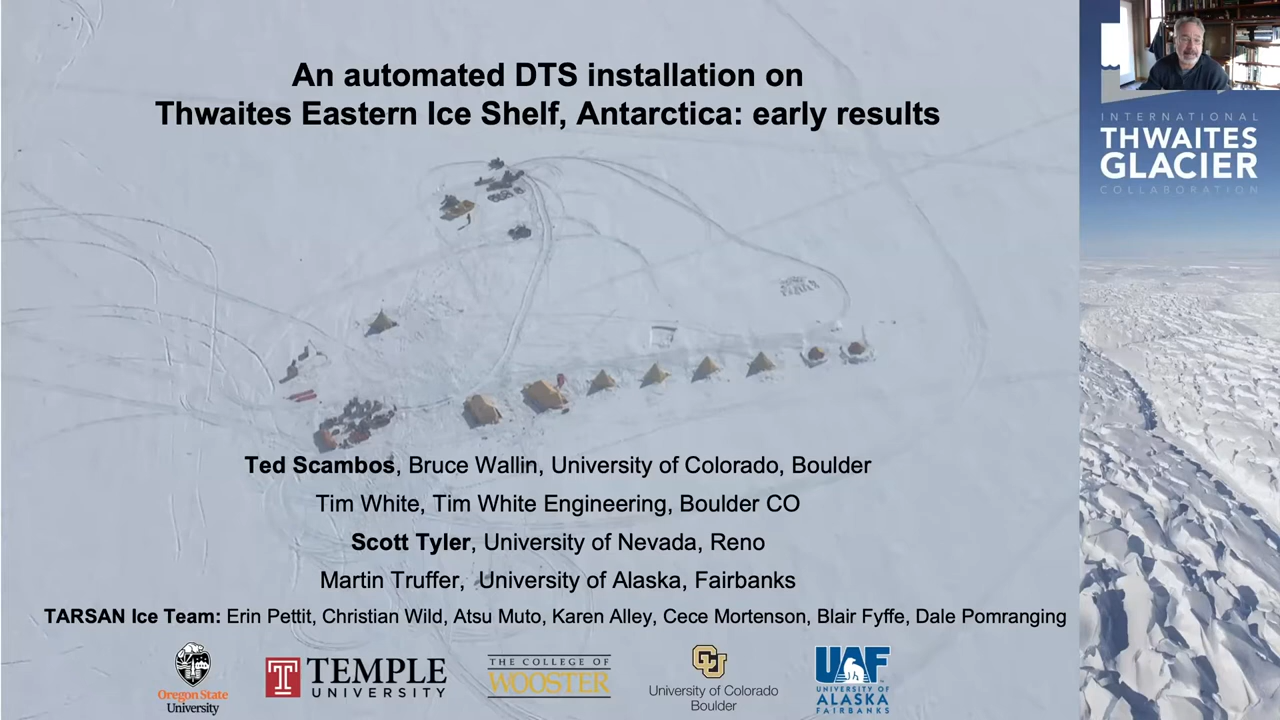 An automated DTS installation on
Thwaites Eastern Ice Shelf, Antarctica: early results
INTERNATIONAL
THWAITES
GLACIER
COLLABORATION
Ted Scambos, Bruce Wallin, University of Colorado, Boulder
Tim White, Tim White Engineering, Boulder CO
Scott Tyler, University of Nevada, Reno
Martin Truffer, University of Alaska, Fairbanks
TARSAN Ice Team: Erin Pettit, Christian Wild, Atsu Muto, Karen Alley, Cece Mortenson, Blair Fyffe, Dale Pomranging
Oregon State
University
TEMPLE
UNIVERSITY
THE COLLEGE OF
WOOSTER
CU
University of Colorado
Boulder
UAF
UNIVERSITY OF
ALASKA
FAIRBANKS